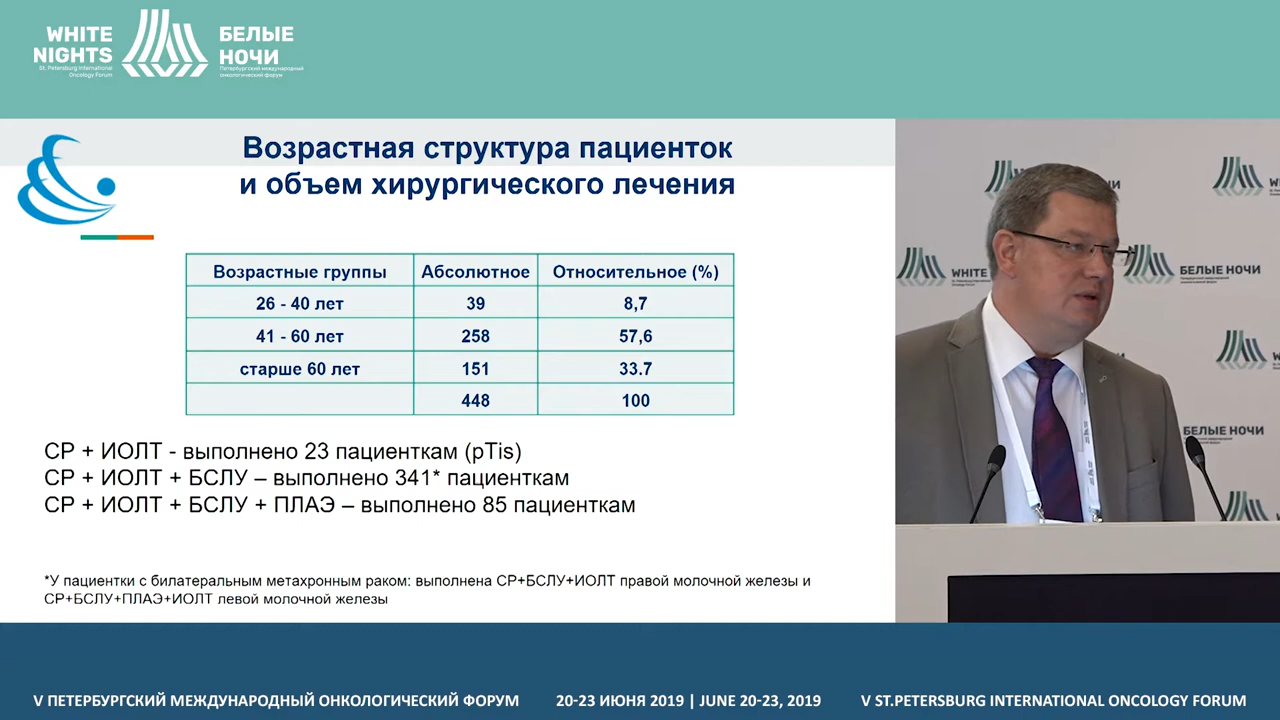 WHITE
NIGHTS
St. Petersburg International
Oncology Forum
БЕЛЫЕ
НОЧИ
Петербургский международный
онкологический форум
Возрастная структура пациенток
и объем хирургического лечения
Возрастные группы Абсолютное Относительное (%)
26 - 40 лет 39 8,7
41 - 60 лет 258 57,6
старше 60 лет 151 33.7
448 100
СР + ИОЛТ - выполнено 23 пациенткам (pTis)
СР + ИОЛТ + БСЛУ – выполнено 341* пациенткам
СР + ИОЛТ + БСЛУ + ПЛАЭ – выполнено 85 пациенткам
*У пациентки с билатеральным метахронным раком: выполнена СР+БСЛУ+ИОЛТ правой молочной железы и
СР+БСЛУ+ПЛАЭ+ИОЛТ левой молочной железы
WHITE
БЕЛЫЕ НОЧИ
БЕЛЫЕ НОЧИ
V ПЕТЕРБУРГСКИЙ МЕЖДУНАРОДНЫЙ ОНКОЛОГИЧЕСКИЙ ФОРУМ
20-23 ИЮНЯ 2019 | JUNE 20-23, 2019
V ST.PETERSBURG INTERNATIONAL ONCOLOGY FORUM